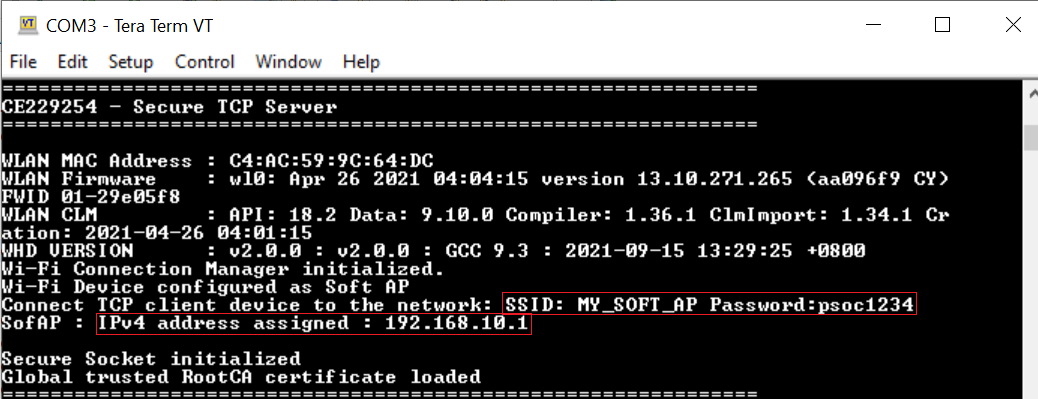 COM3 - Tera Term VT
File Edit Setup Control Window Help
===============================================================
CE229254 - Secure TCP Server
===============================================================
WLAN MAC Address : C4:AC:59:9C:64:DC
WLAN Firmware : wl0: Apr 26 2021 04:04:15 version 13.10.271.265 (aa096f9 CY)
FWID 01-29e05f8
WLAN CLM : API: 18.2 Data: 9.10.0 Compiler: 1.36.1 ClmImport: 1.34.1 Cr
ation: 2021-04-26 04:01:15
WHD VERSION : v2.0.0 : v2.0.0 : GCC 9.3 : 2021-09-15 13:29:25 +0800
Wi-Fi Connection Manager initialized.
Wi-Fi Device configured as Soft AP
Connect TCP client device to the network: SSID: MY_SOFT_AP Password:psoc1234
SofAP : IPv4 address assigned : 192.168.10.1
Secure Socket initialized
Global trusted RootCA certificate loaded
===============================================================